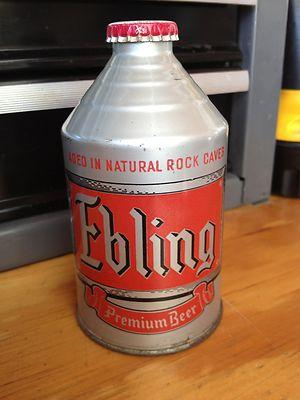 AGED IN NATURAL ROCK CAVES
Ebling
Premium Beer